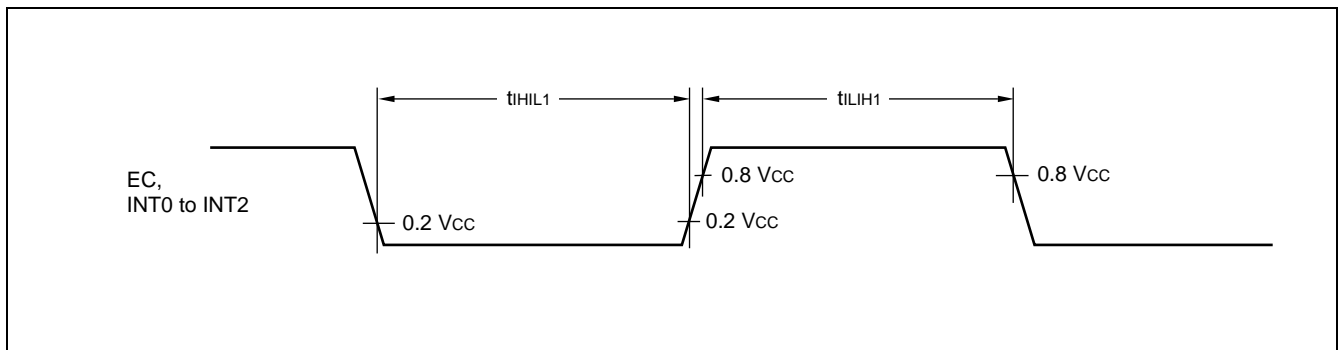 tIHIL1
tILIH1
EC,
INT0 to INT2
0.8 VCC
0.8 VCC
0.2 VCC
0.2 VCC